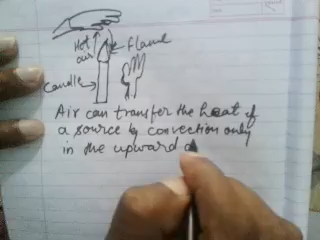 Hot
air
Flame
Candle
Air can transfer the heat of
a source by convection only
in the upward d